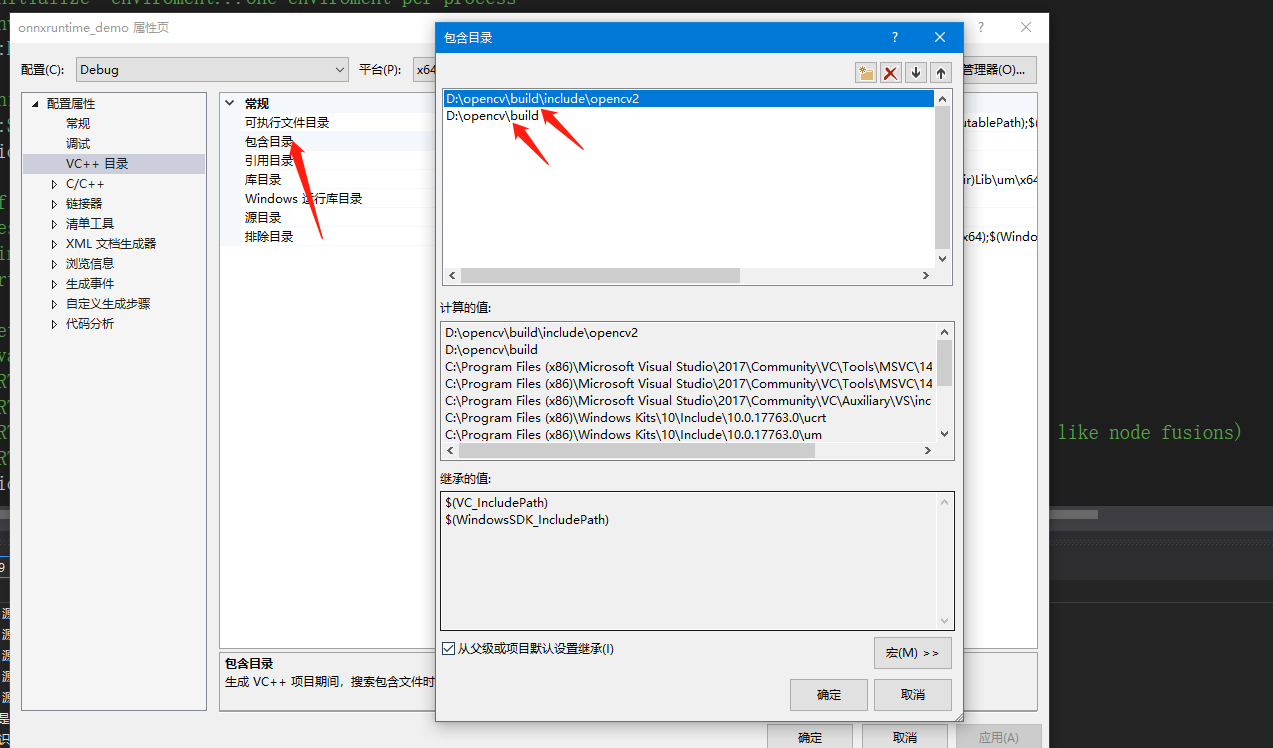 initialize enviroment...one enviroment per process
onnxruntime_demo 属性页
配置(C):
Debug
平台(P):
x64
管理器(O)...
配置属性
常规
调试
VC++ 目录
C/C++
链接器
清单工具
XML 文档生成器
浏览信息
生成事件
自定义生成步骤
代码分析
常规
可执行文件目录
包含目录
引用目录
库目录
Windows 运行库目录
源目录
排除目录
utablePath);$(
ir)Lib\um\x64
x64);$(Windo
包含目录
生成 VC++ 项目期间，搜索包含文件时
包含目录
D:\opencv\build\include\opencv2
D:\opencv\build
计算的值:
D:\opencv\build\include\opencv2
D:\opencv\build
C:\Program Files (x86)\Microsoft Visual Studio\2017\Community\VC\Tools\MSVC\14
C:\Program Files (x86)\Microsoft Visual Studio\2017\Community\VC\Tools\MSVC\14
C:\Program Files (x86)\Microsoft Visual Studio\2017\Community\VC\Auxiliary\VS\inc
C:\Program Files (x86)\Windows Kits\10\Include\10.0.17763.0\ucrt
C:\Program Files (x86)\Windows Kits\10\Include\10.0.17763.0\um
继承的值:
$(VC_IncludePath)
$(WindowsSDK_IncludePath)
从父级或项目默认设置继承(I)
宏(M) >>
确定
取消
确定
取消
应用(A)
like node fusions)